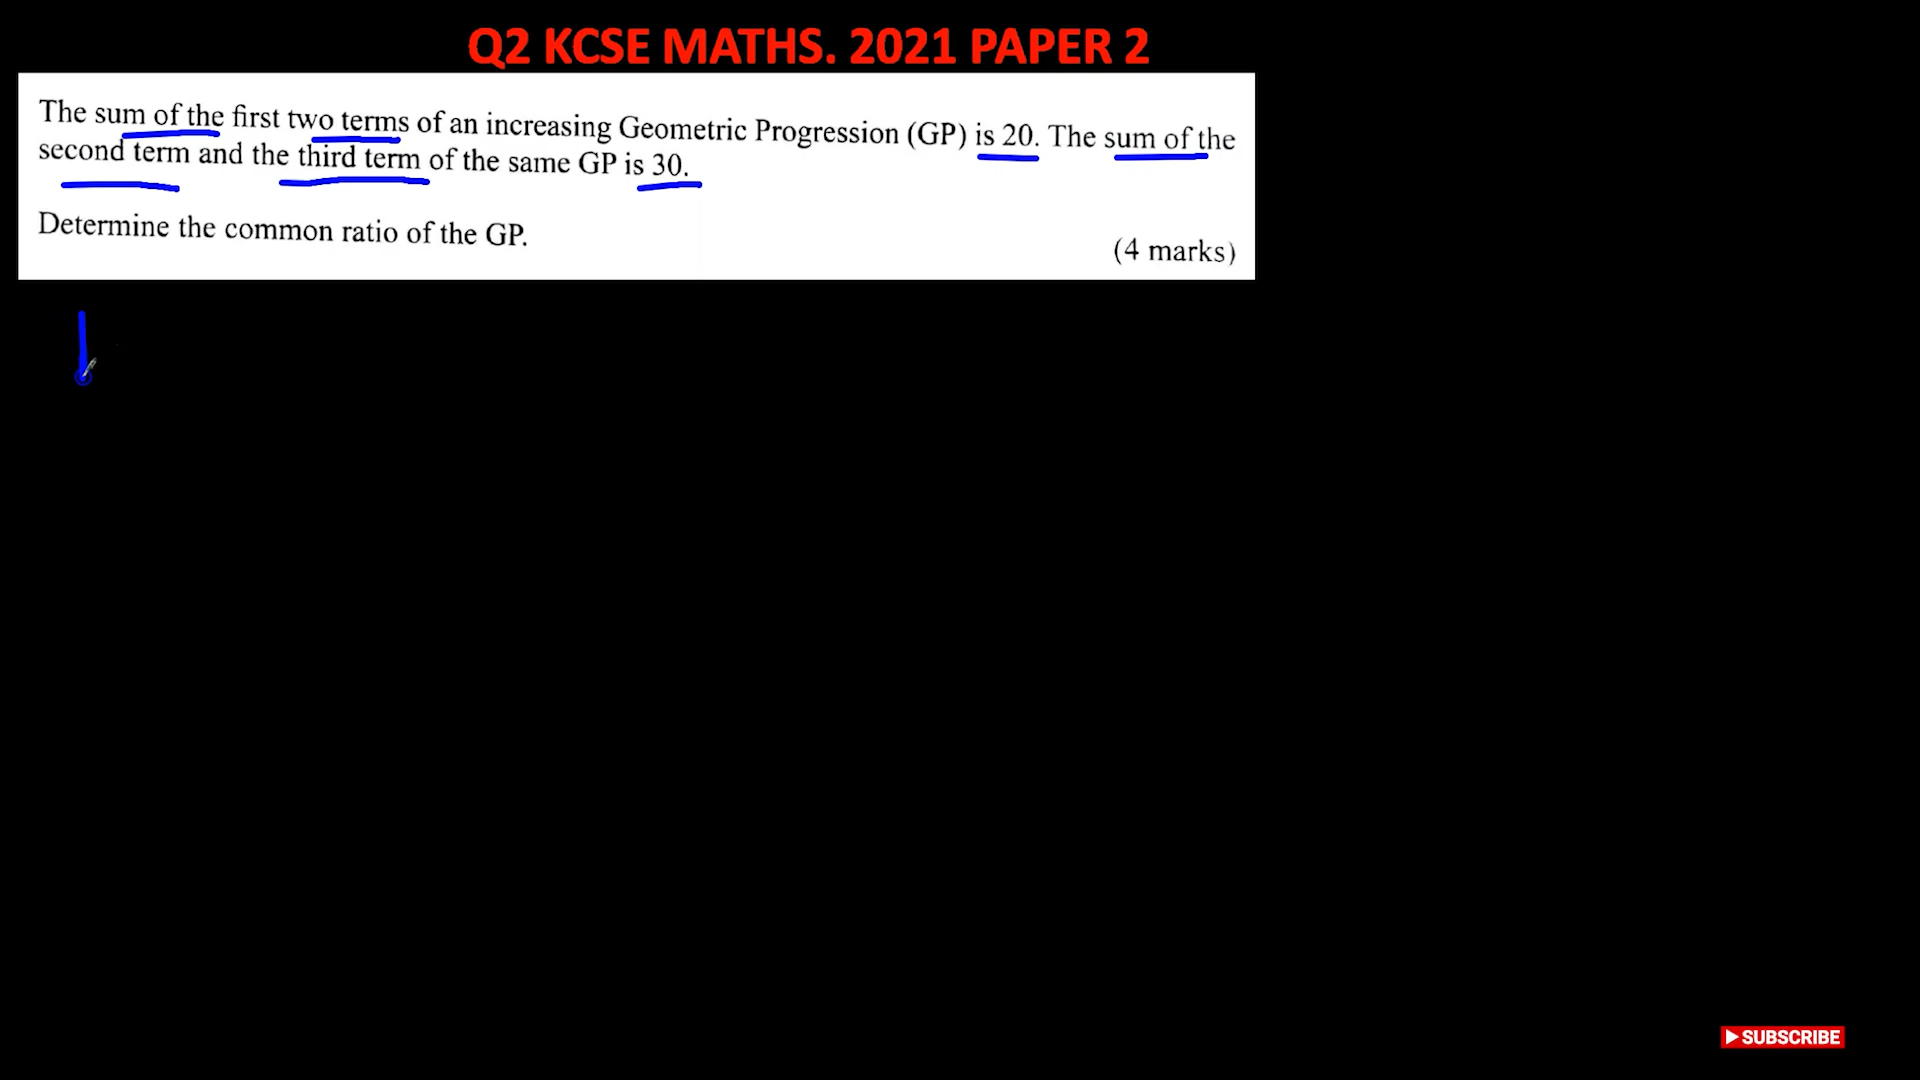 Q2 KCSE MATHS. 2021 PAPER 2
The sum of the first two terms of an increasing Geometric Progression (GP) is 20. The sum of the
second term and the third term of the same GP is 30.
Determine the common ratio of the GP.
(4 marks)
SUBSCRIBE